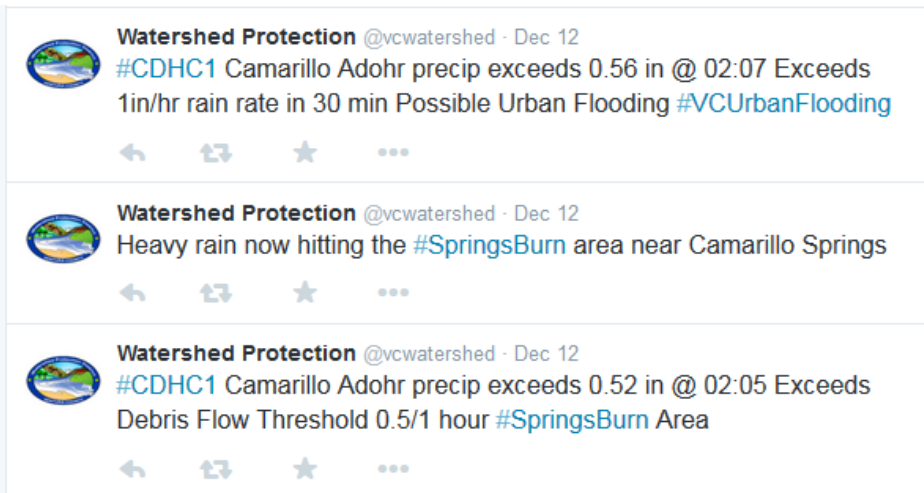 Watershed Protection @vcwatershed · Dec 12
#CDHC1 Camarillo Adohr precip exceeds 0.56 in @ 02:07 Exceeds
1in/hr rain rate in 30 min Possible Urban Flooding #VCUrbanFlooding
Watershed Protection @vcwatershed · Dec 12
Heavy rain now hitting the #SpringsBurn area near Camarillo Springs
Watershed Protection @vcwatershed · Dec 12
#CDHC1 Camarillo Adohr precip exceeds 0.52 in @ 02:05 Exceeds
Debris Flow Threshold 0.5/1 hour #SpringsBurn Area